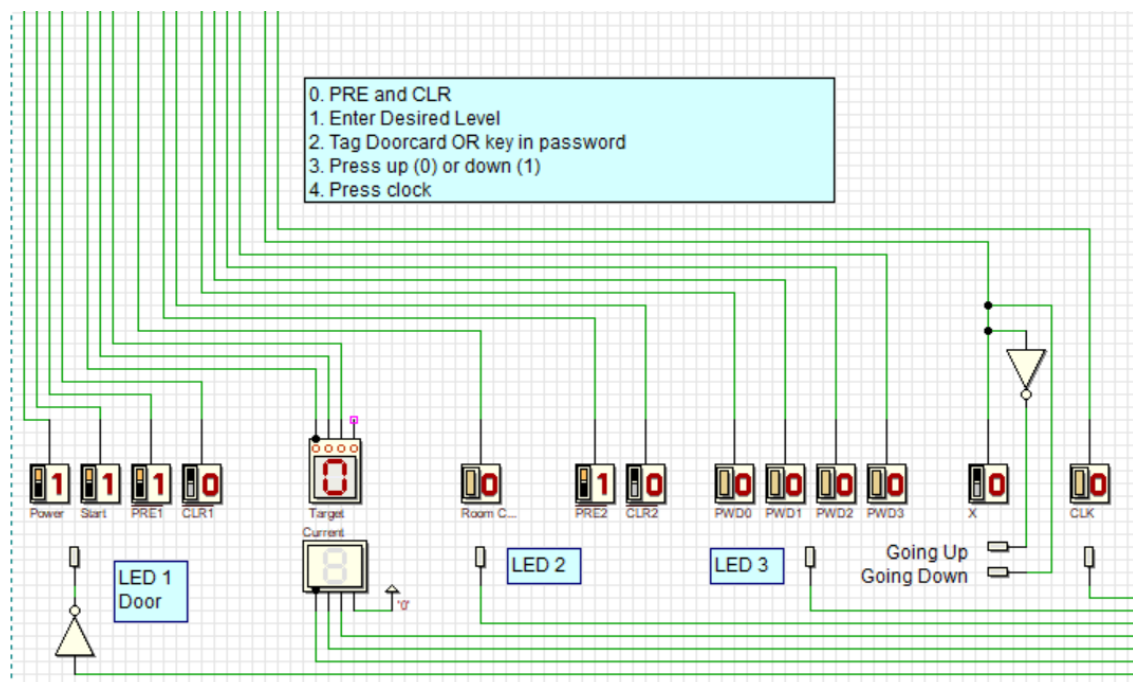 0. PRE and CLR
1. Enter Desired Level
2. Tag Doorcard OR key in password
3. Press up (0) or down (1)
4. Press clock
1 1 1 0 0 0 1 0 0 0 0 0 0 0
Power Start PRE1 CLR1 Target Room C... PRE2 CLR2 PWD0 PWD1 PWD2 PWD3 X CLK
Current
8
'0'
LED 1
Door
LED 2
LED 3
Going Up
Going Down